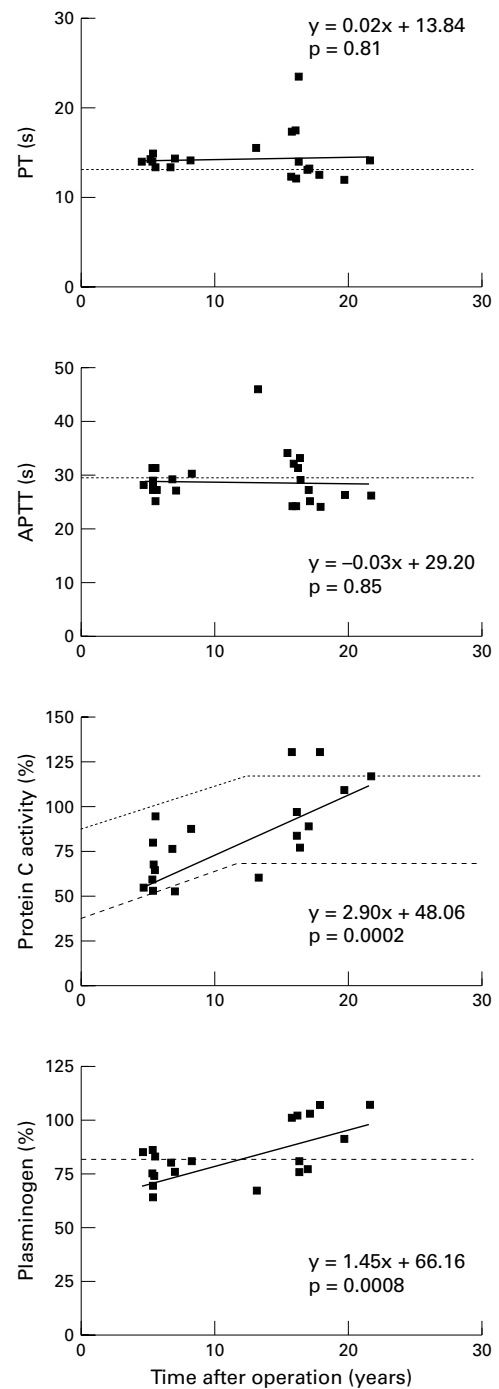 30
y = 0.02x + 13.84
p = 0.81
20
PT (s)
10
0
0 10 20 30
50
40
30
APTT (s)
20
y = –0.03x + 29.20
p = 0.85
10
0
0 10 20 30
150
125
100
Protein C activity (%)
75
50
y = 2.90x + 48.06
p = 0.0002
25
0
0 10 20 30
125
100
75
Plasminogen (%)
50
y = 1.45x + 66.16
p = 0.0008
25
0
0 10 20 30
Time after operation (years)